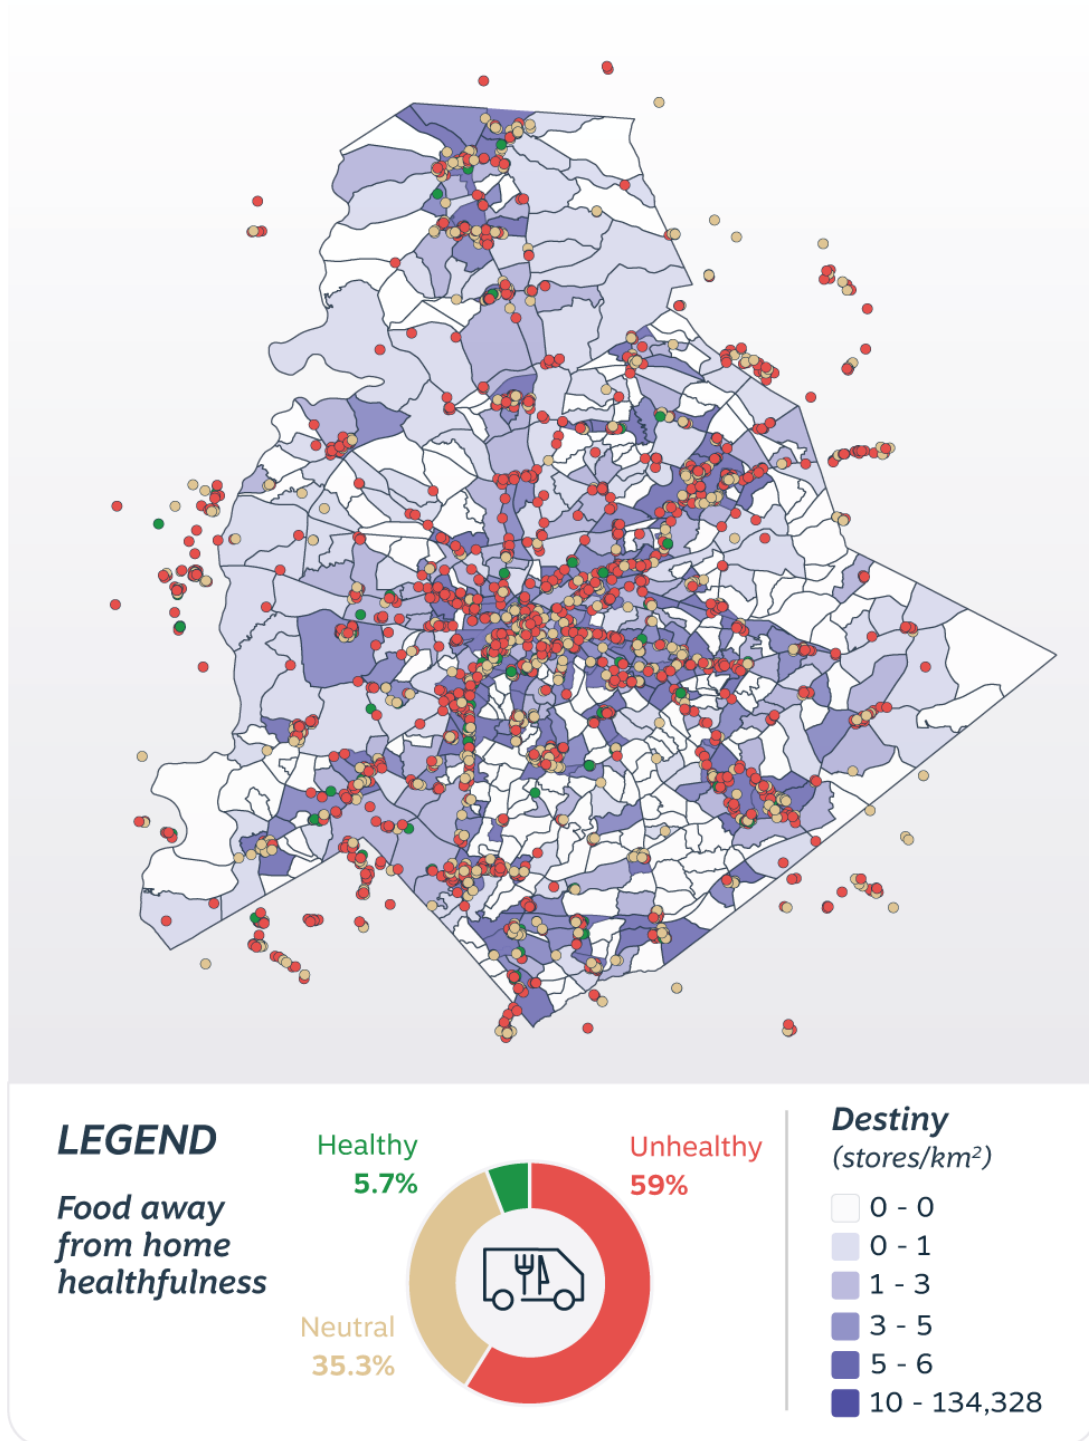 LEGEND
Food away
from home
healthfulness
Healthy
5.7%
Unhealthy
59%
Neutral
35.3%
Destiny
(stores/km²)
0 - 0
0 - 1
1 - 3
3 - 5
5 - 6
10 - 134,328